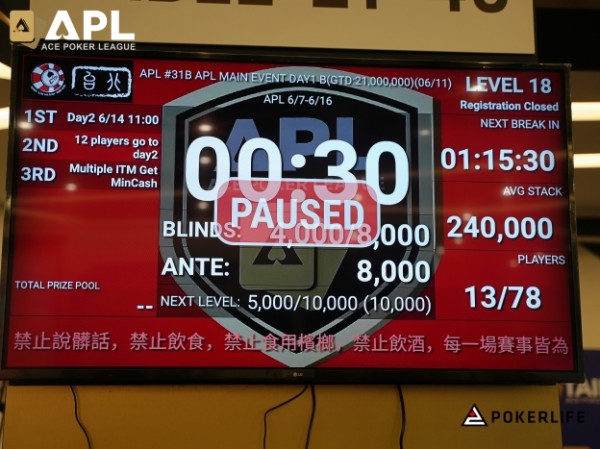 APL
ACE POKER LEAGUE
台北
APL #31B APL MAIN EVENT-DAY1 B(GTD:21,000,000)(06/11)
APL 6/7-6/16
LEVEL 18
Registration Closed
1ST Day2 6/14 11:00
2ND 12 players go to day2
3RD Multiple ITM Get MinCash
TOTAL PRIZE POOL
--
APL
00:30
PAUSED
BLINDS: 4,000/8,000
ANTE: 8,000
NEXT LEVEL: 5,000/10,000 (10,000)
NEXT BREAK IN
01:15:30
AVG STACK
240,000
PLAYERS
13/78
禁止說髒話，禁止飲食，禁止食用檳榔，禁止飲酒，每一場賽事皆為
LG
POKERLIFE